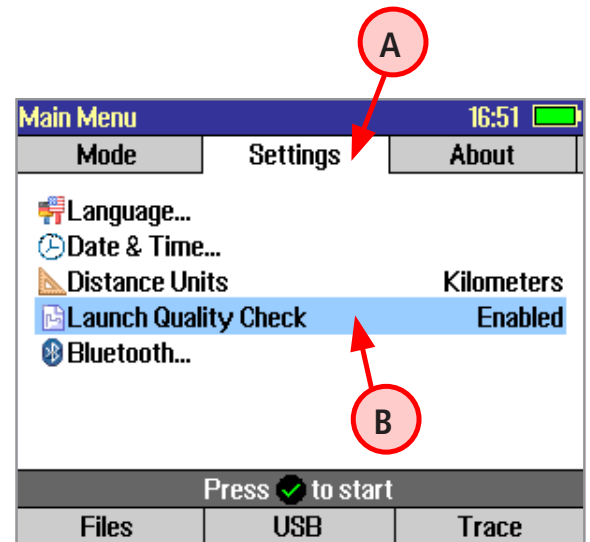 A
Main Menu 16:51
Mode Settings About
Language...
Date & Time...
Distance Units Kilometers
Launch Quality Check Enabled
Bluetooth...
B
Press to start
Files USB Trace